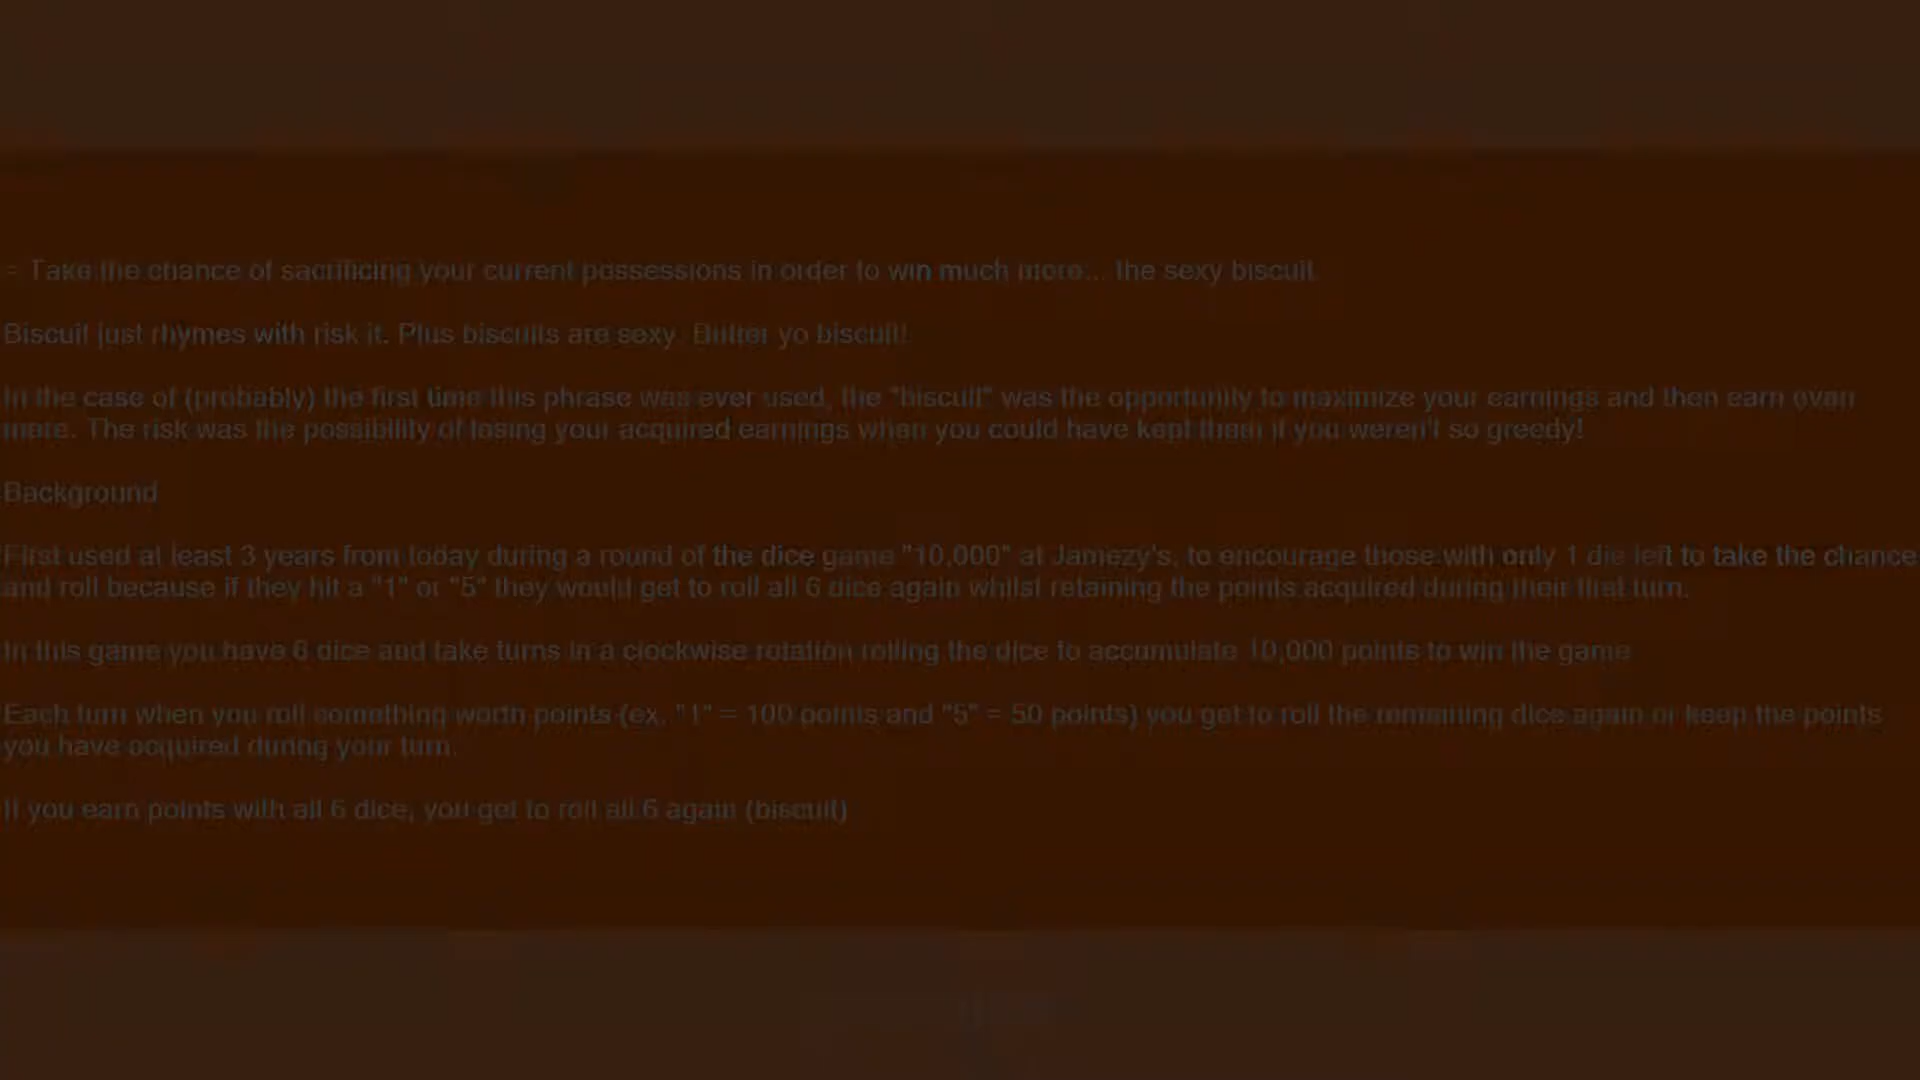 = Take the chance of sacrificing your current possessions in order to win much more... the sexy biscuit.
Biscuit just rhymes with risk it. Plus biscuits are sexy. Butter yo biscuit!
In the case of (probably) the first time this phrase was ever used, the "biscuit" was the opportunity to maximize your earnings and then earn even
more. The risk was the possibility of losing your acquired earnings when you could have kept them if you weren't so greedy!
Background
First used at least 3 years from today during a round of the dice game "10,000" at Jamezy's, to encourage those with only 1 die left to take the chance
and roll because if they hit a "1" or "5" they would get to roll all 6 dice again whilst retaining the points acquired during their first turn.
In this game you have 6 dice and take turns in a clockwise rotation rolling the dice to accumulate 10,000 points to win the game
Each turn when you roll something worth points (ex. "1" = 100 points and "5" = 50 points) you get to roll the remaining dice again or keep the points
you have acquired during your turn.
If you earn points with all 6 dice, you get to roll all 6 again (biscuit)